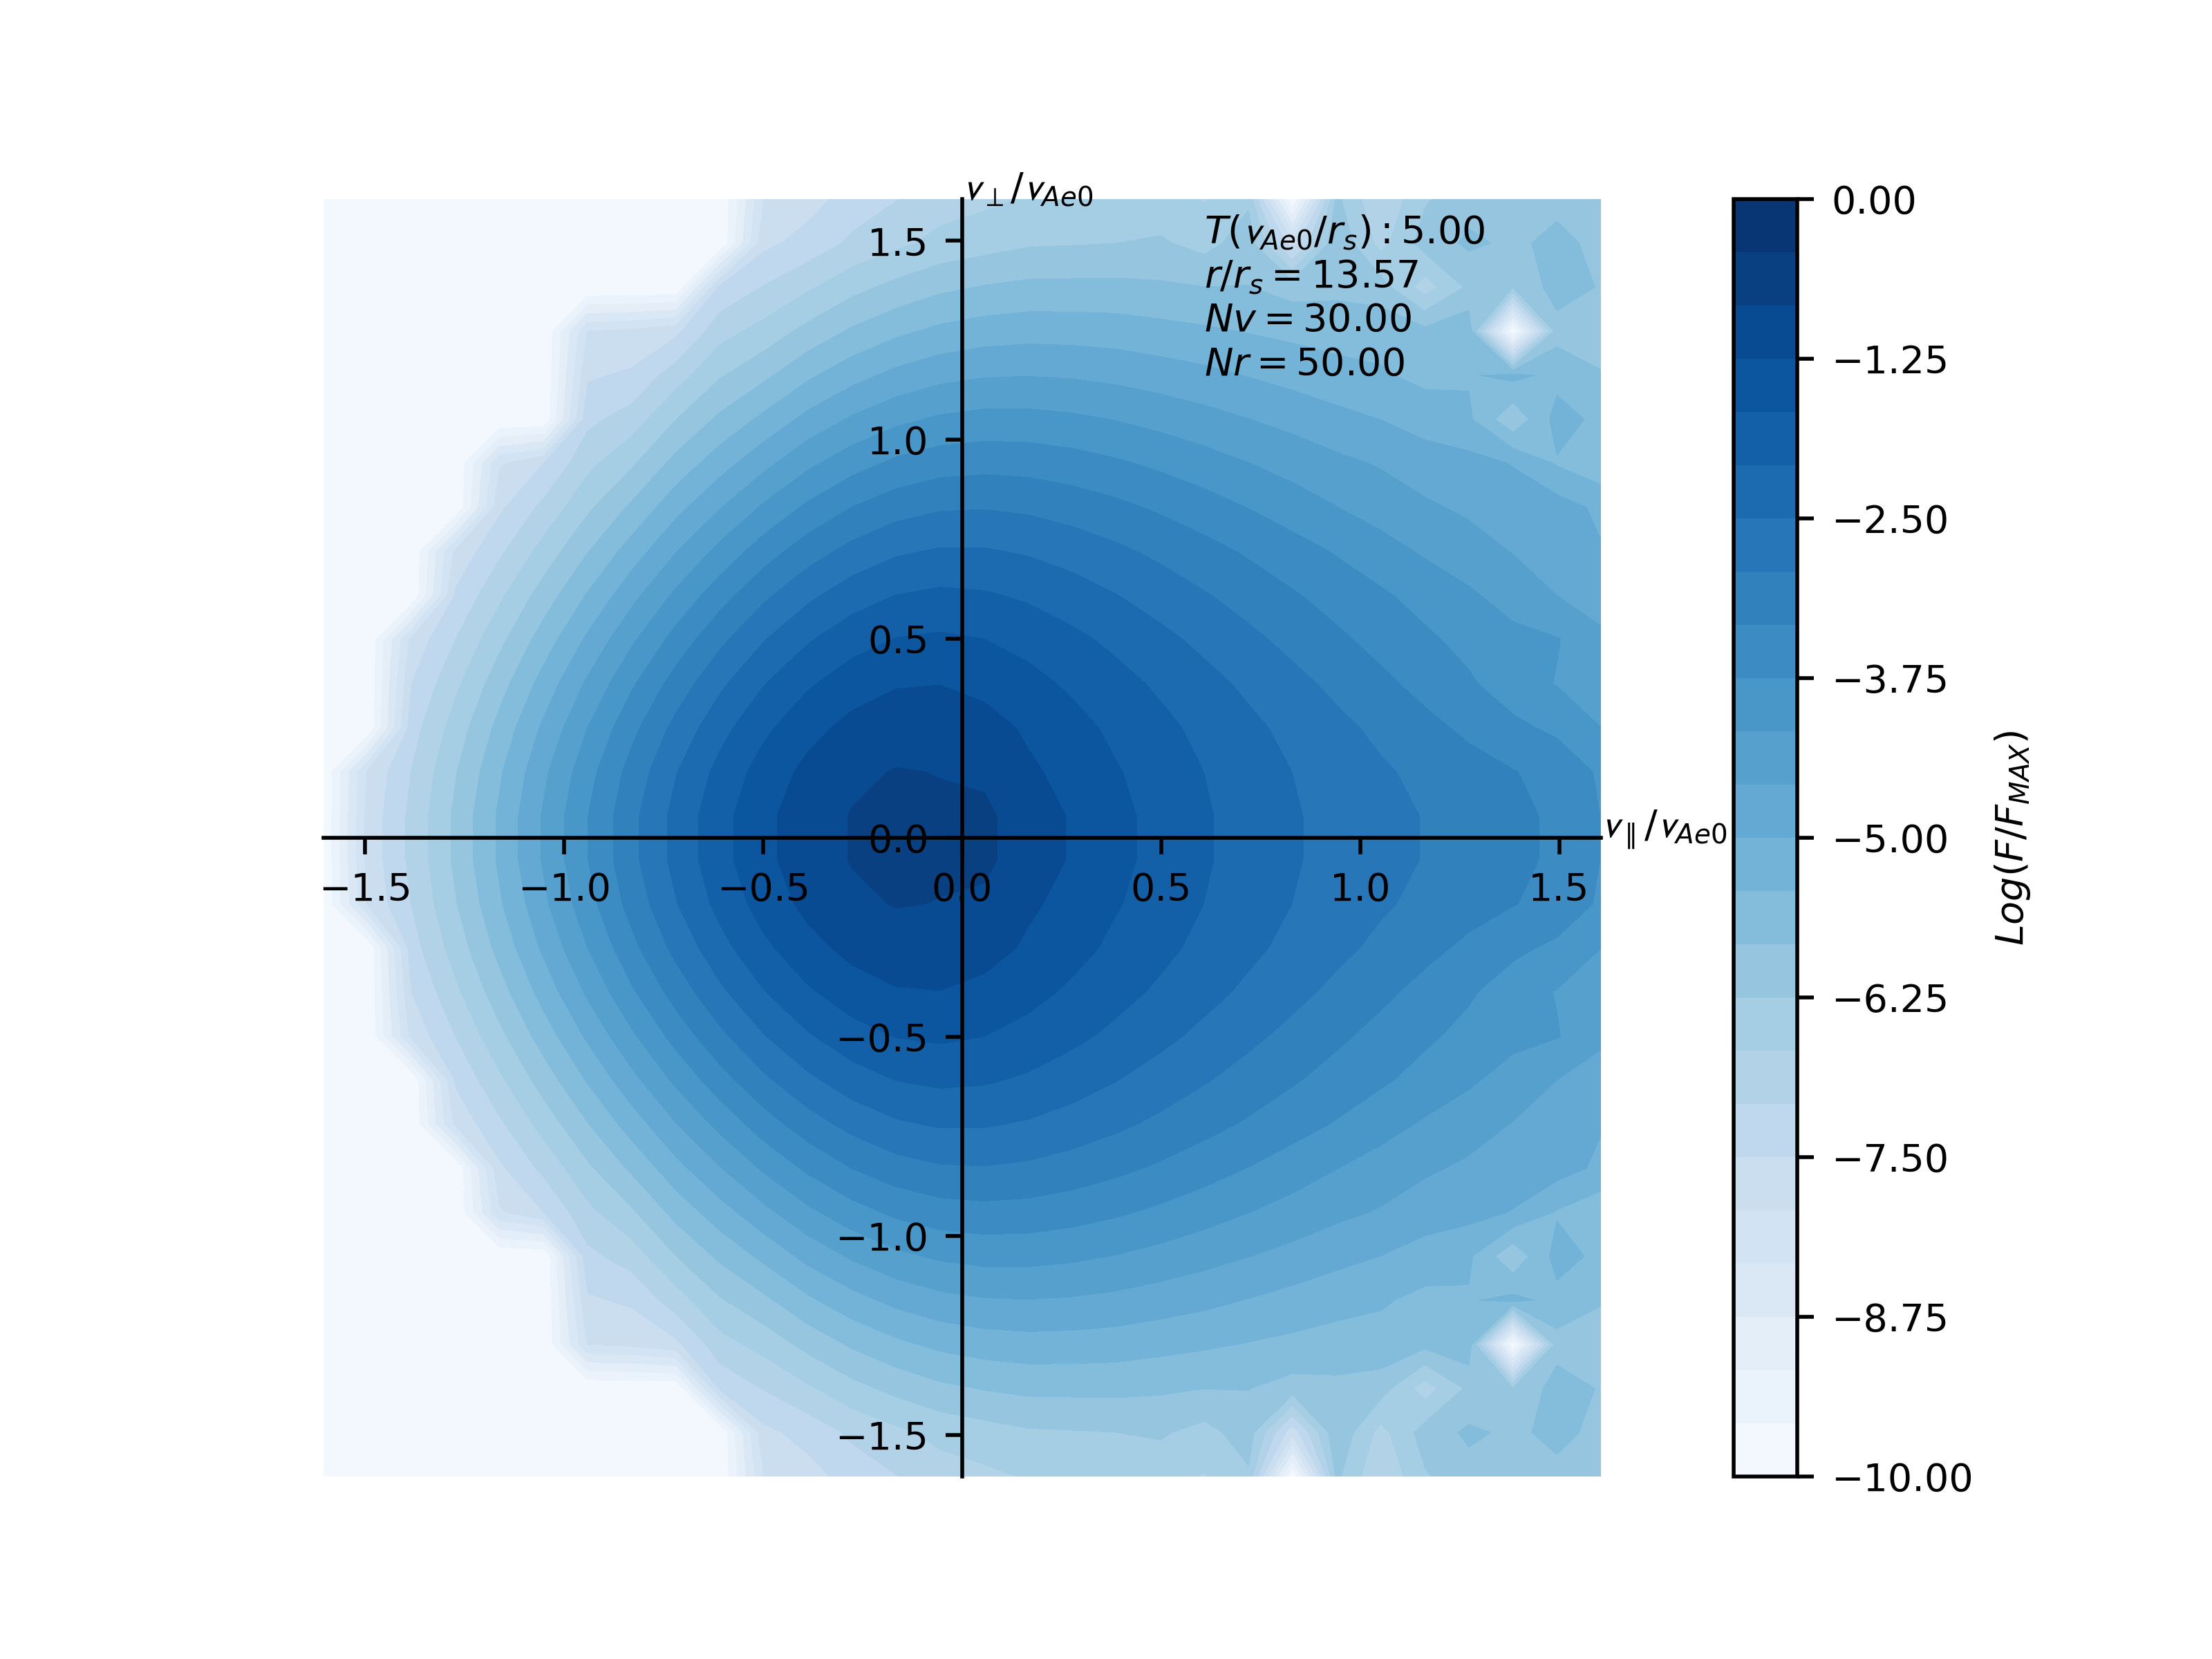 v⊥/vAe0
T(vAe0/rs) : 5.00
r/rs = 13.57
Nv = 30.00
Nr = 50.00
1.5
1.0
0.5
0.0
−0.5
−1.0
−1.5
−1.5 −1.0 −0.5 0.0 0.5 1.0 1.5
v∥/vAe0
0.00
−1.25
−2.50
−3.75
−5.00
−6.25
−7.50
−8.75
−10.00
Log(F/FMAX)